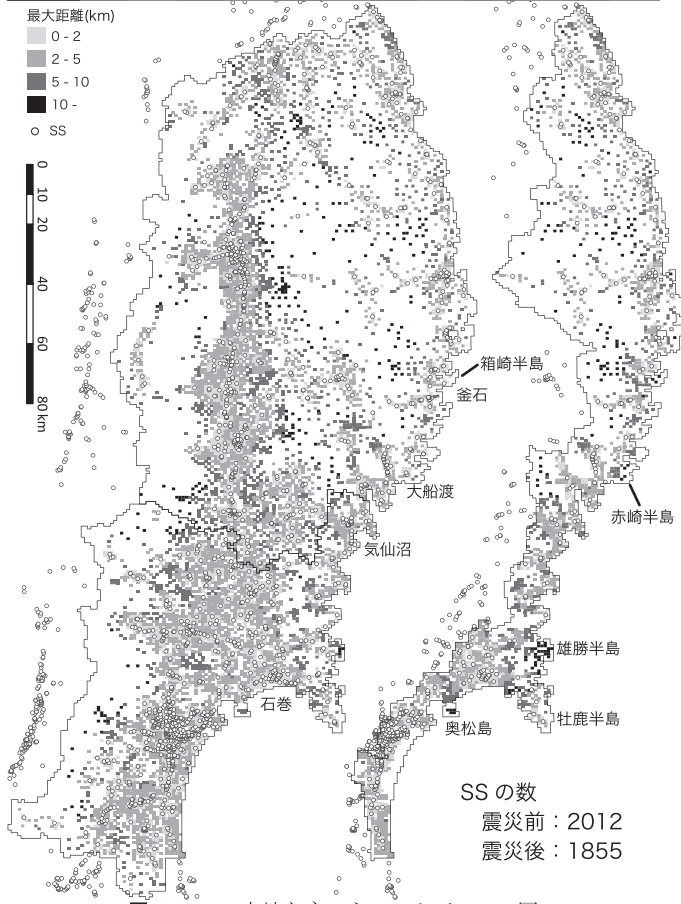 最大距離(km)
0 - 2
2 - 5
5 - 10
10 -
SS
0
10
20
40
60
80 km
箱崎半島
釜石
大船渡
赤崎半島
気仙沼
雄勝半島
石巻
牡鹿半島
奥松島
SS の数
震災前：2012
震災後：1855